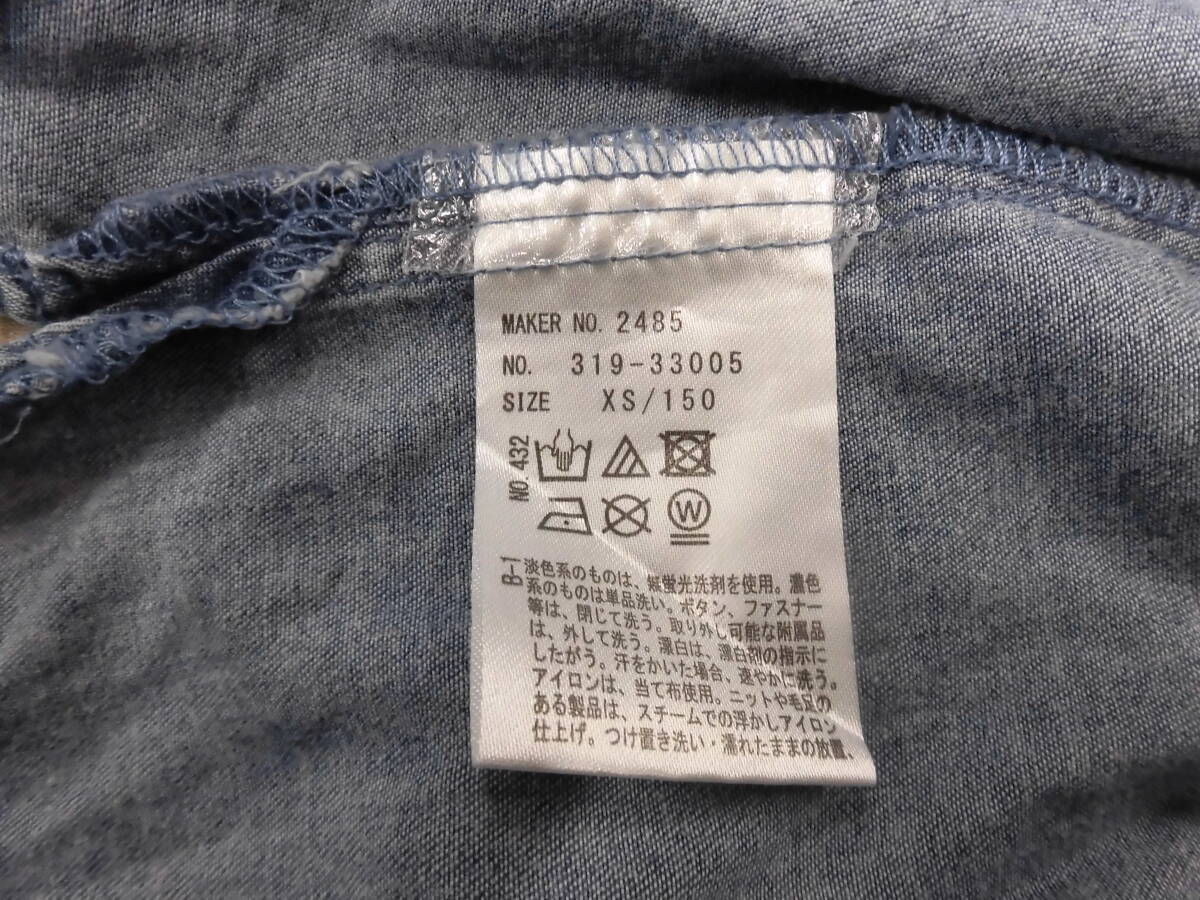 MAKER NO. 2485
NO. 319-33005
SIZE XS/150
NO.432
W
B-1
淡色系のものは、無蛍光洗剤を使用。濃色
系のものは単品洗い。ボタン、ファスナー
等は、閉じて洗う。取り外し可能な附属品
は、外して洗う。漂白は、漂白剤の指示に
したがう。汗をかいた場合、速やかに洗う。
アイロンは、当て布使用。ニットや毛足の
ある製品は、スチームでの浮かしアイロン
仕上げ。つけ置き洗い・濡れたままの放置、